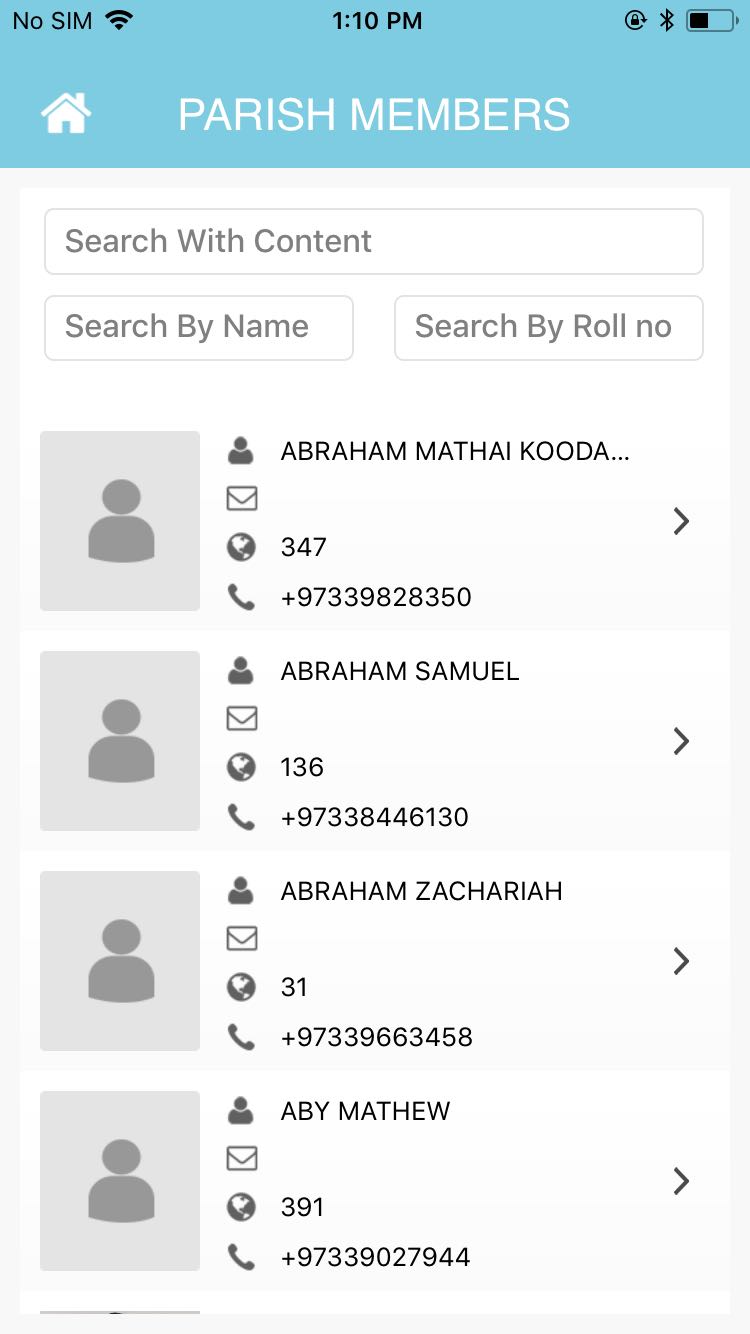 No SIM 1:10 PM
PARISH MEMBERS
Search With Content
Search By Name Search By Roll no
ABRAHAM MATHAI KOODA...
347
+97339828350
ABRAHAM SAMUEL
136
+97338446130
ABRAHAM ZACHARIAH
31
+97339663458
ABY MATHEW
391
+97339027944